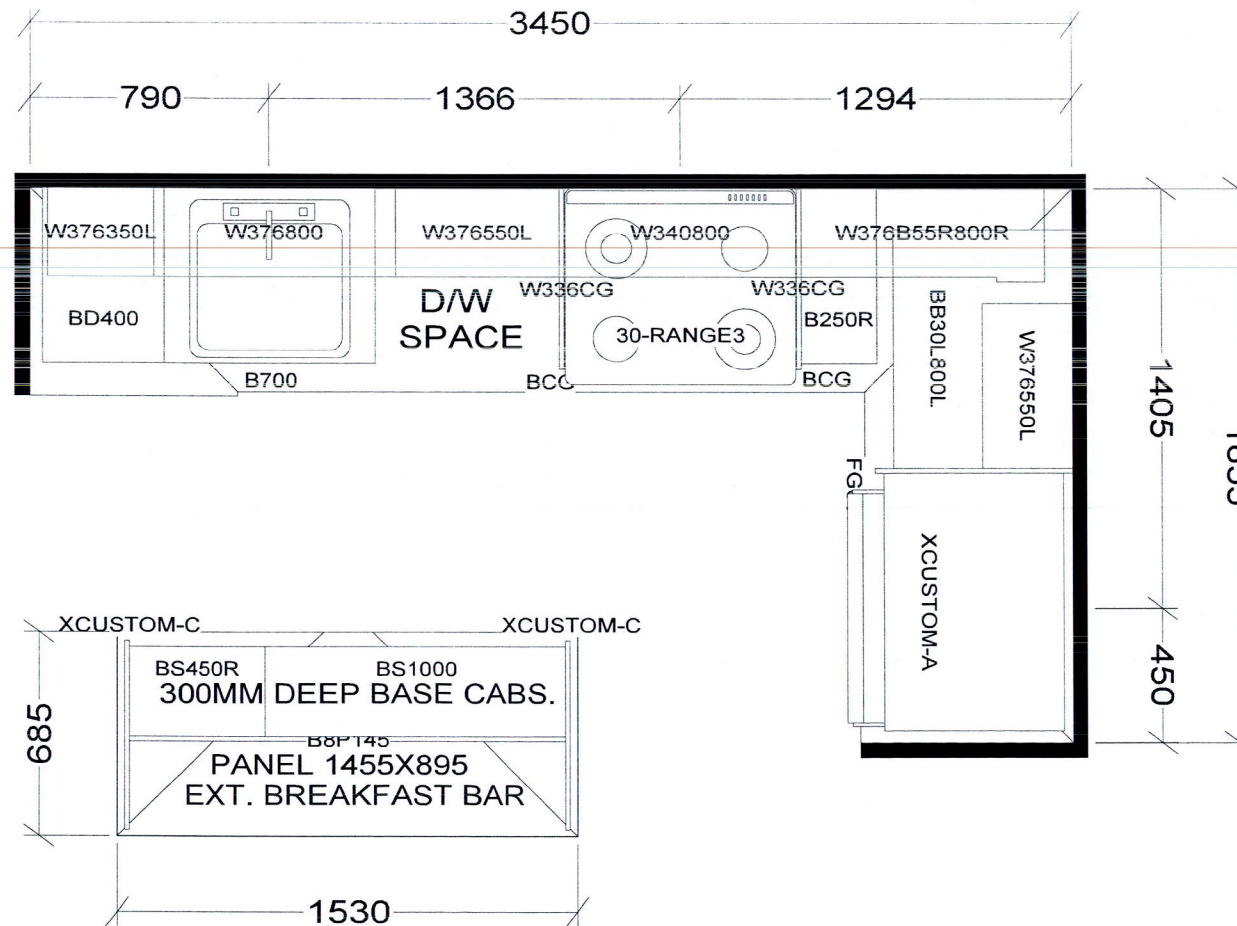 3450
790
1366
1294
W376350L
W376800
W376550L
W340800
W376B55R800R
BD400
D/W
SPACE
W336CG
W336CG
30-RANGE3
B250R
B700
BCG
BCG
BB30L800L
W376550L
1405
FG
XCUSTOM-A
450
XCUSTOM-C
XCUSTOM-C
BS450R
BS1000
300MM DEEP BASE CABS.
685
B8P145
PANEL 1455X895
EXT. BREAKFAST BAR
1530